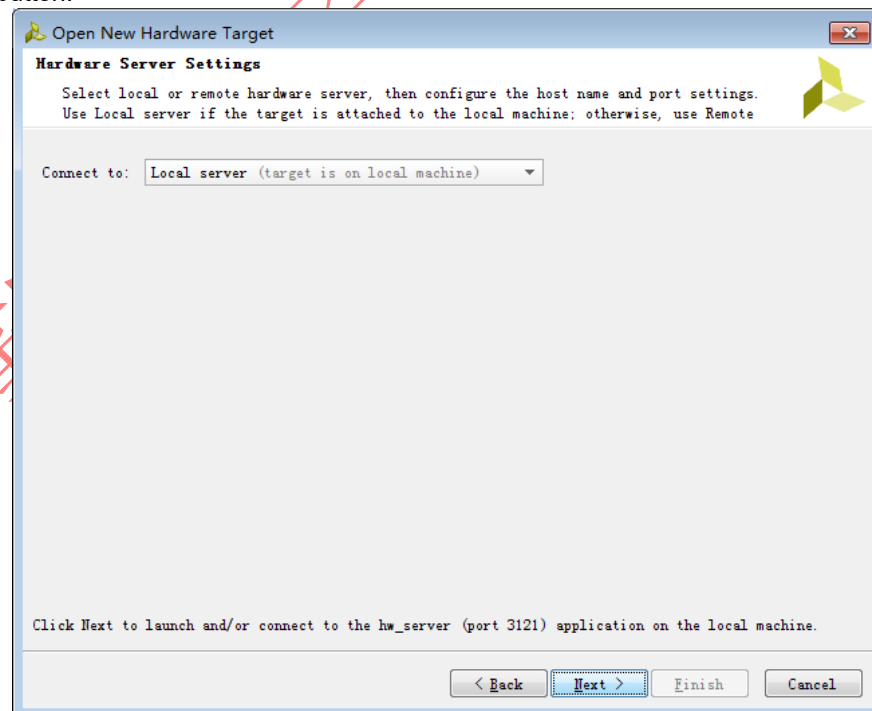 Open New Hardware Target
Hardware Server Settings
Select local or remote hardware server, then configure the host name and port settings.
Use Local server if the target is attached to the local machine; otherwise, use Remote
Connect to: Local server (target is on local machine)
Click Next to launch and/or connect to the hw_server (port 3121) application on the local machine.
< Back Next > Finish Cancel